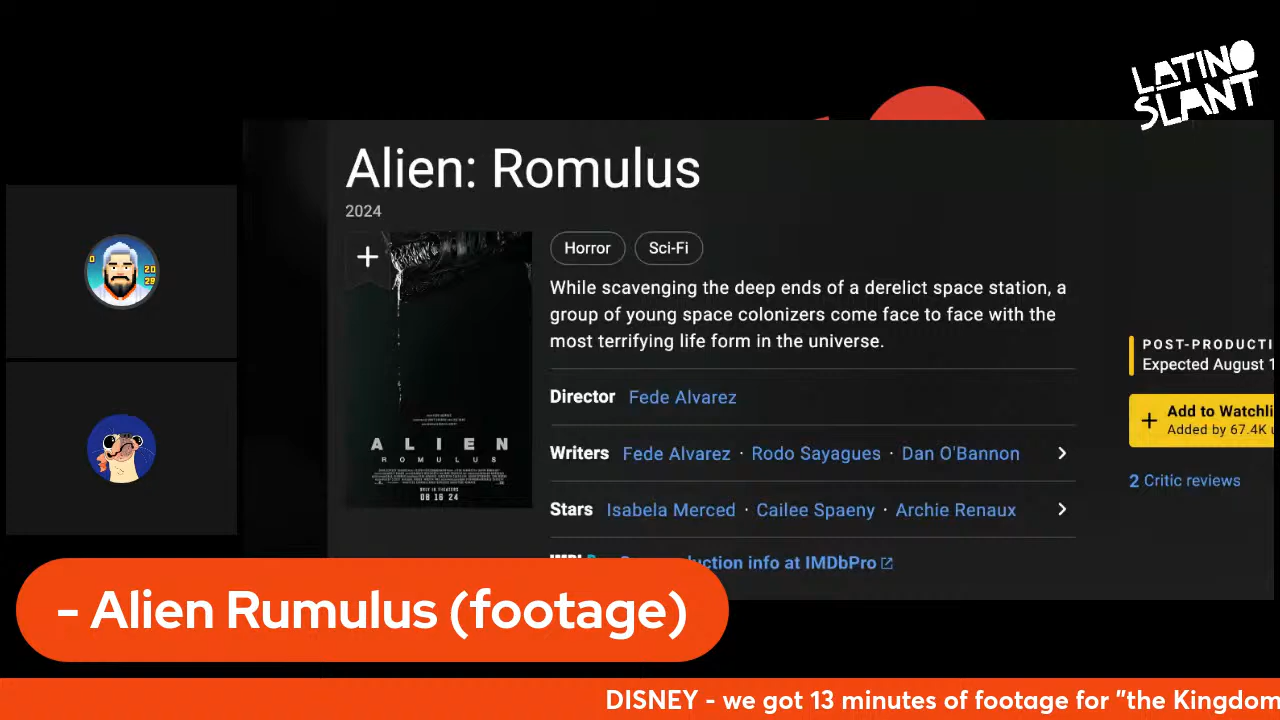 LATINO
SLANT
Alien: Romulus
2024
Horror
Sci-Fi
While scavenging the deep ends of a derelict space station, a
group of young space colonizers come face to face with the
most terrifying life form in the universe.
Director Fede Alvarez
Writers Fede Alvarez · Rodo Sayagues · Dan O'Bannon
Stars Isabela Merced · Cailee Spaeny · Archie Renaux
info at IMDbPro
POST-PRODUCTI
Expected August 1
+ Add to Watchli
Added by 67.4K u
2 Critic reviews
0
20
29
ALIEN
ROMULUS
08 16 24
- Alien Rumulus (footage)
DISNEY - we got 13 minutes of footage for "the Kingdom